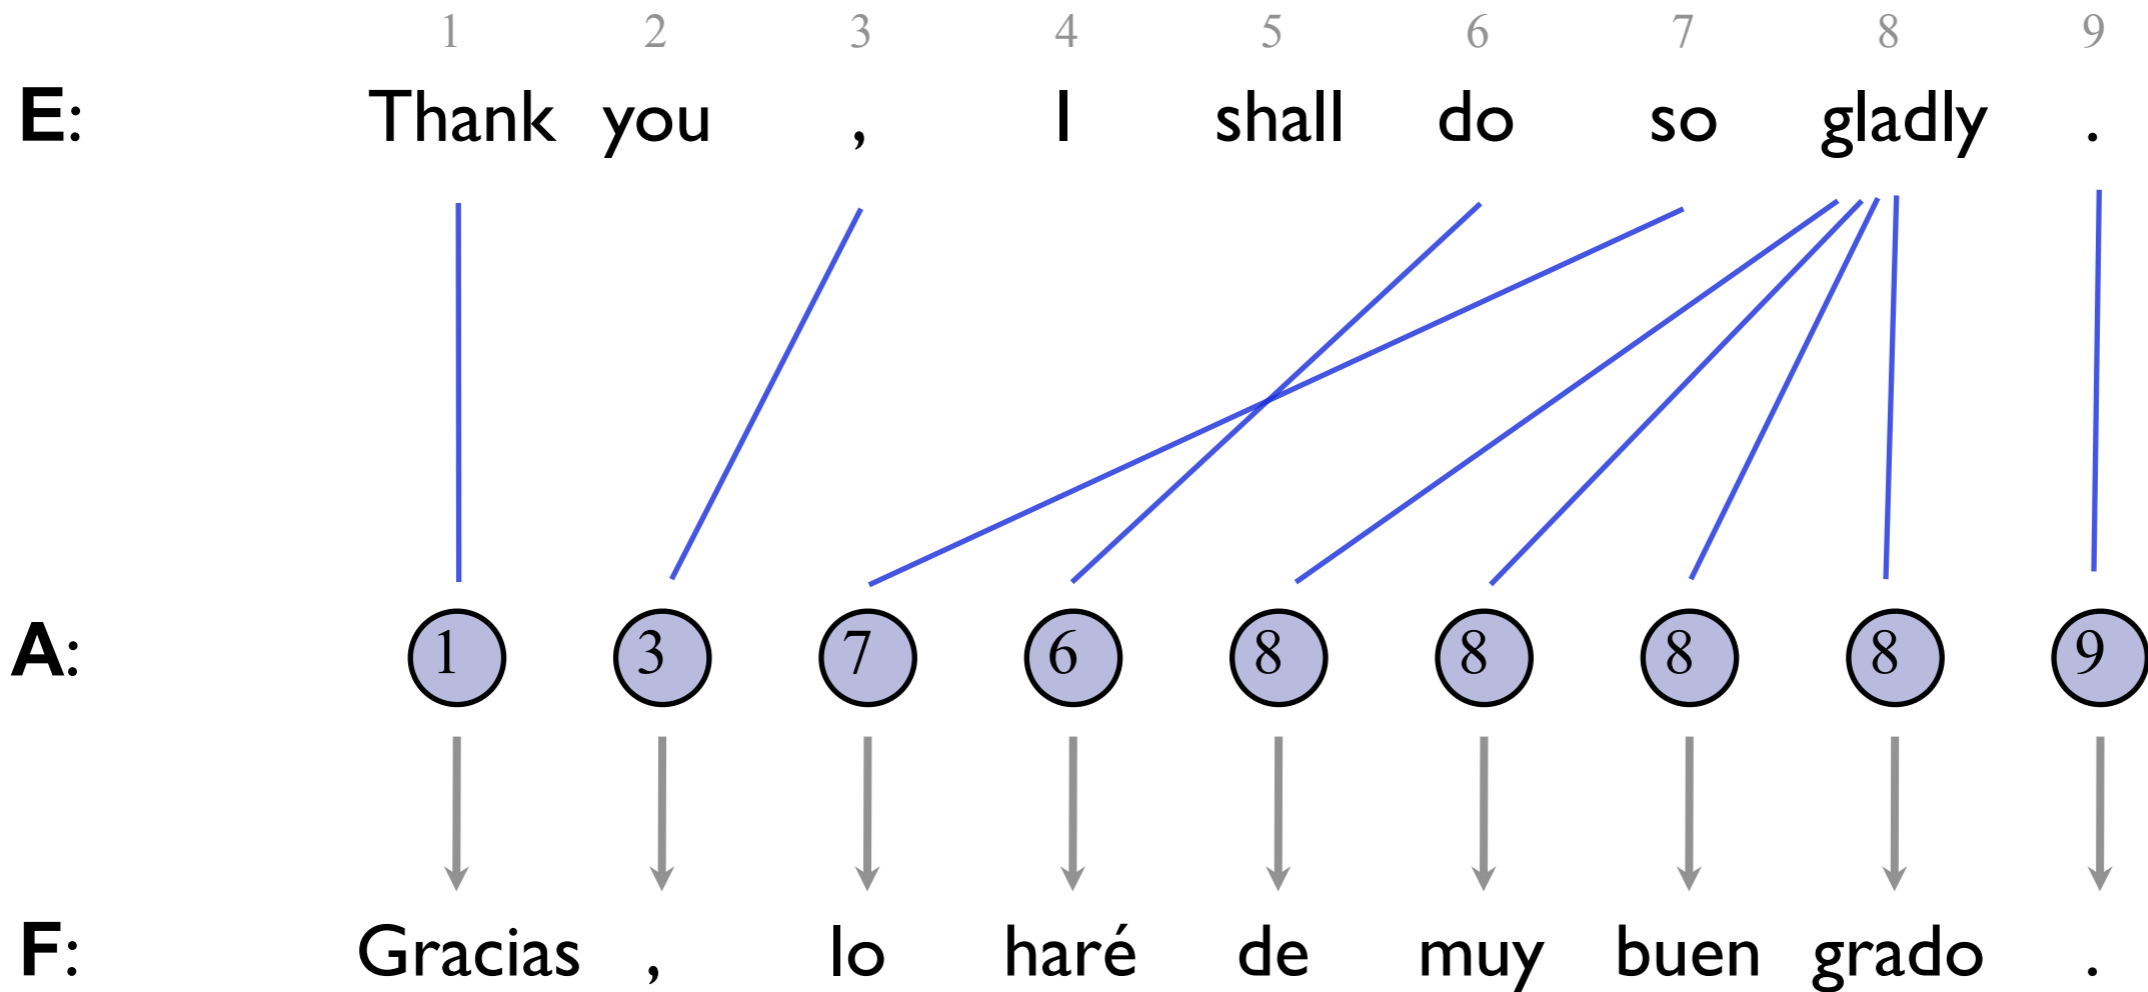 1 2 3 4 5 6 7 8 9
E: Thank you , I shall do so gladly .
A: 1 3 7 6 8 8 8 8 9
F: Gracias , lo haré de muy buen grado .